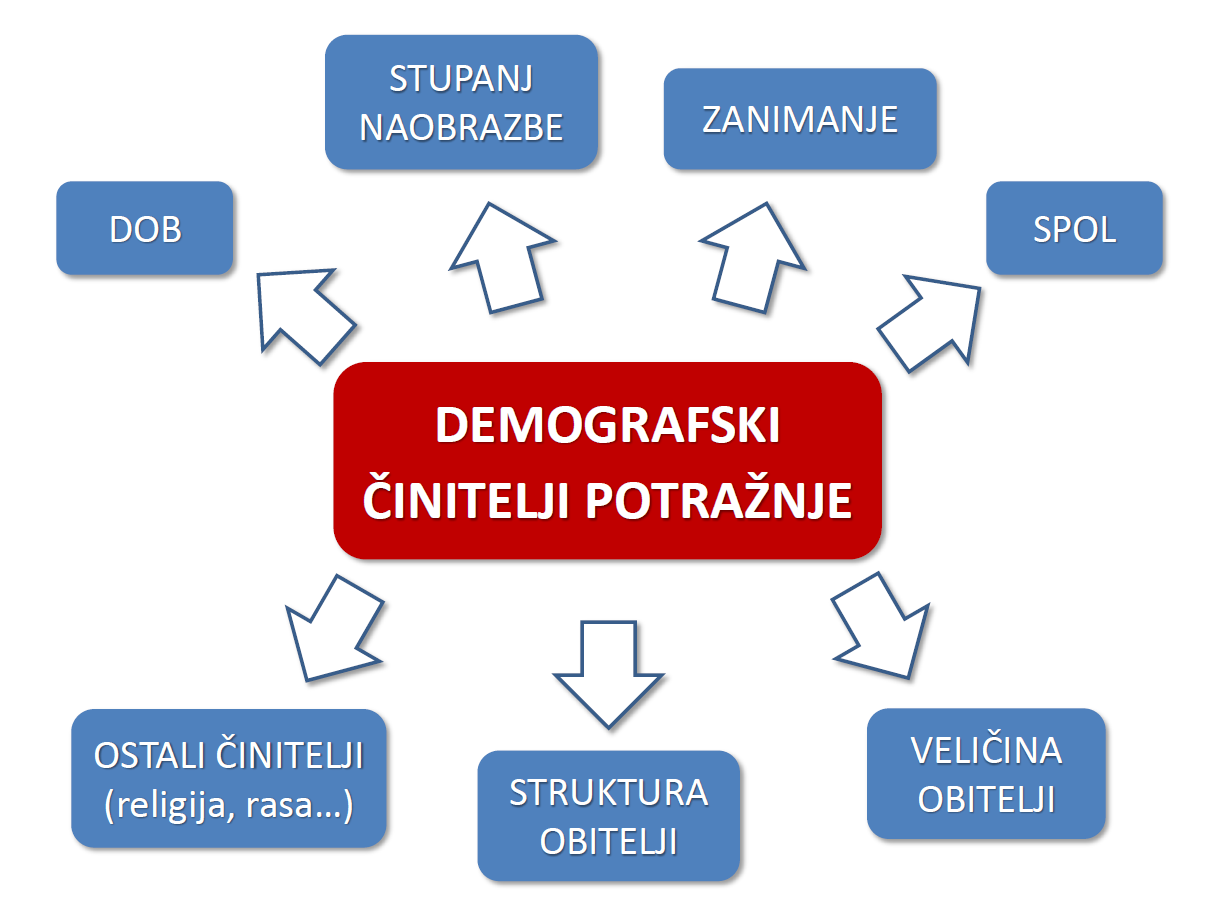 STUPANJ
NAOBRAZBE
ZANIMANJE
DOB
SPOL
DEMOGRAFSKI
ČINITELJI POTRAŽNJE
OSTALI ČINITELJI
(religija, rasa...)
STRUKTURA
OBITELJI
VELIČINA
OBITELJI